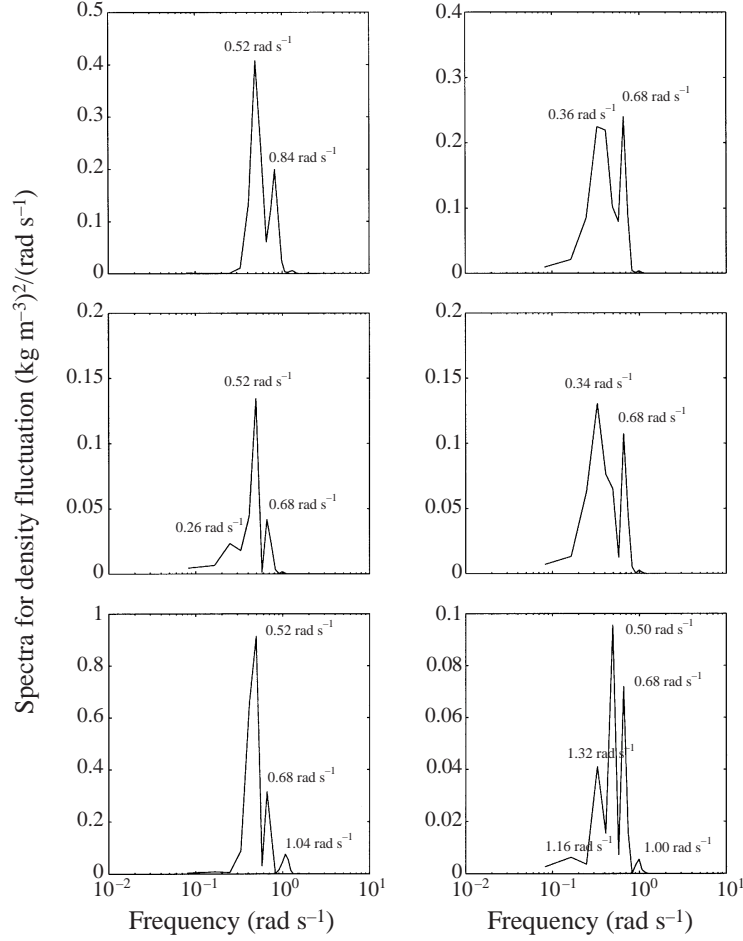 Spectra for density fluctuation (kg m⁻³)²/(rad s⁻¹)
0.5
0.4
0.3
0.2
0.1
0
0.52 rad s⁻¹
0.84 rad s⁻¹
0.4
0.3
0.2
0.1
0
0.36 rad s⁻¹
0.68 rad s⁻¹
0.2
0.15
0.1
0.05
0
0.52 rad s⁻¹
0.68 rad s⁻¹
0.26 rad s⁻¹
0.2
0.15
0.1
0.05
0
0.34 rad s⁻¹
0.68 rad s⁻¹
1
0.8
0.6
0.4
0.2
0
0.52 rad s⁻¹
0.68 rad s⁻¹
1.04 rad s⁻¹
10⁻² 10⁻¹ 10⁰ 10¹
Frequency (rad s⁻¹)
0.1
0.08
0.06
0.04
0.02
0
0.50 rad s⁻¹
0.68 rad s⁻¹
1.32 rad s⁻¹
1.16 rad s⁻¹
1.00 rad s⁻¹
10⁻² 10⁻¹ 10⁰ 10¹
Frequency (rad s⁻¹)